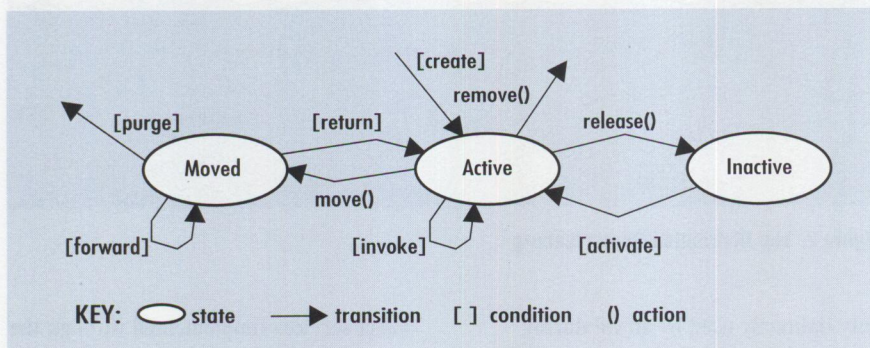 [create]
remove()
[purge]
[return]
release()
Moved
Active
Inactive
move()
[forward]
[invoke]
[activate]
KEY: state transition [ ] condition () action